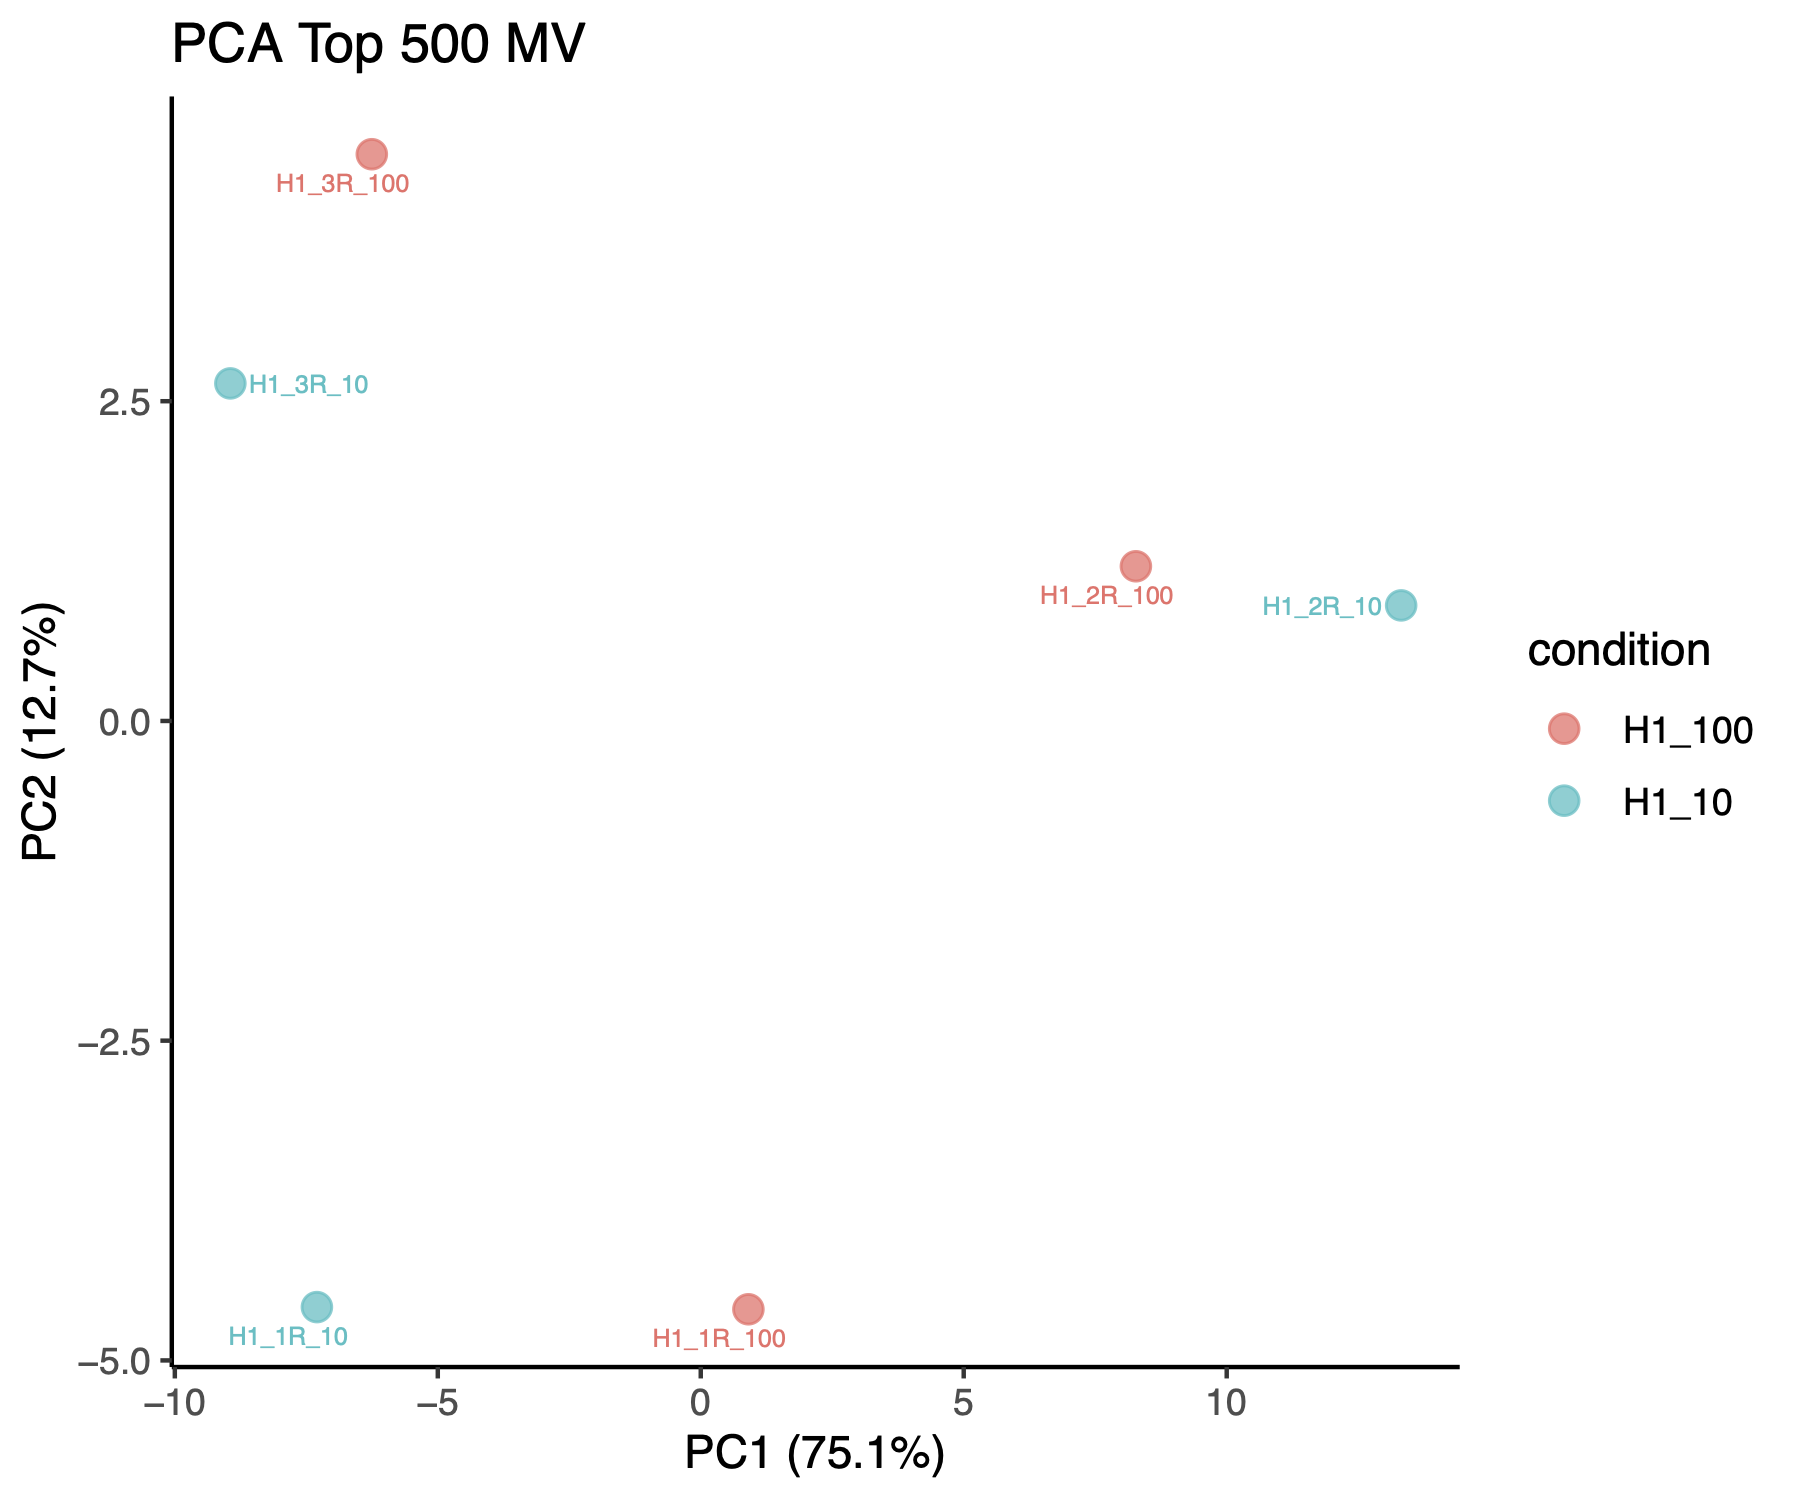 PCA Top 500 MV
H1_3R_100
H1_3R_10
H1_2R_100
H1_2R_10
H1_1R_10
H1_1R_100
2.5
0.0
−2.5
−5.0
−10
−5
0
5
10
PC1 (75.1%)
PC2 (12.7%)
condition
H1_100
H1_10